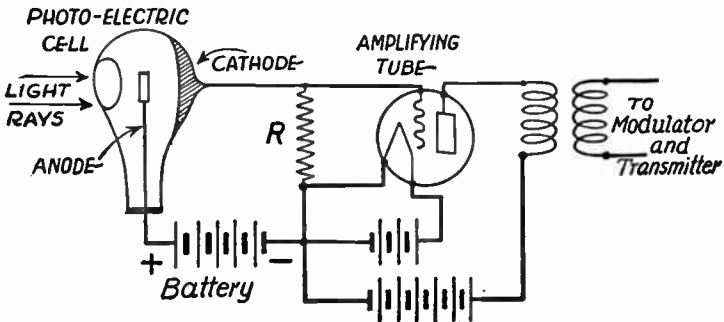 PHOTO-ELECTRIC
CELL
CATHODE
LIGHT
RAYS
ANODE
R
AMPLIFYING
TUBE
TO
Modulator
and
Transmitter
+
-
Battery